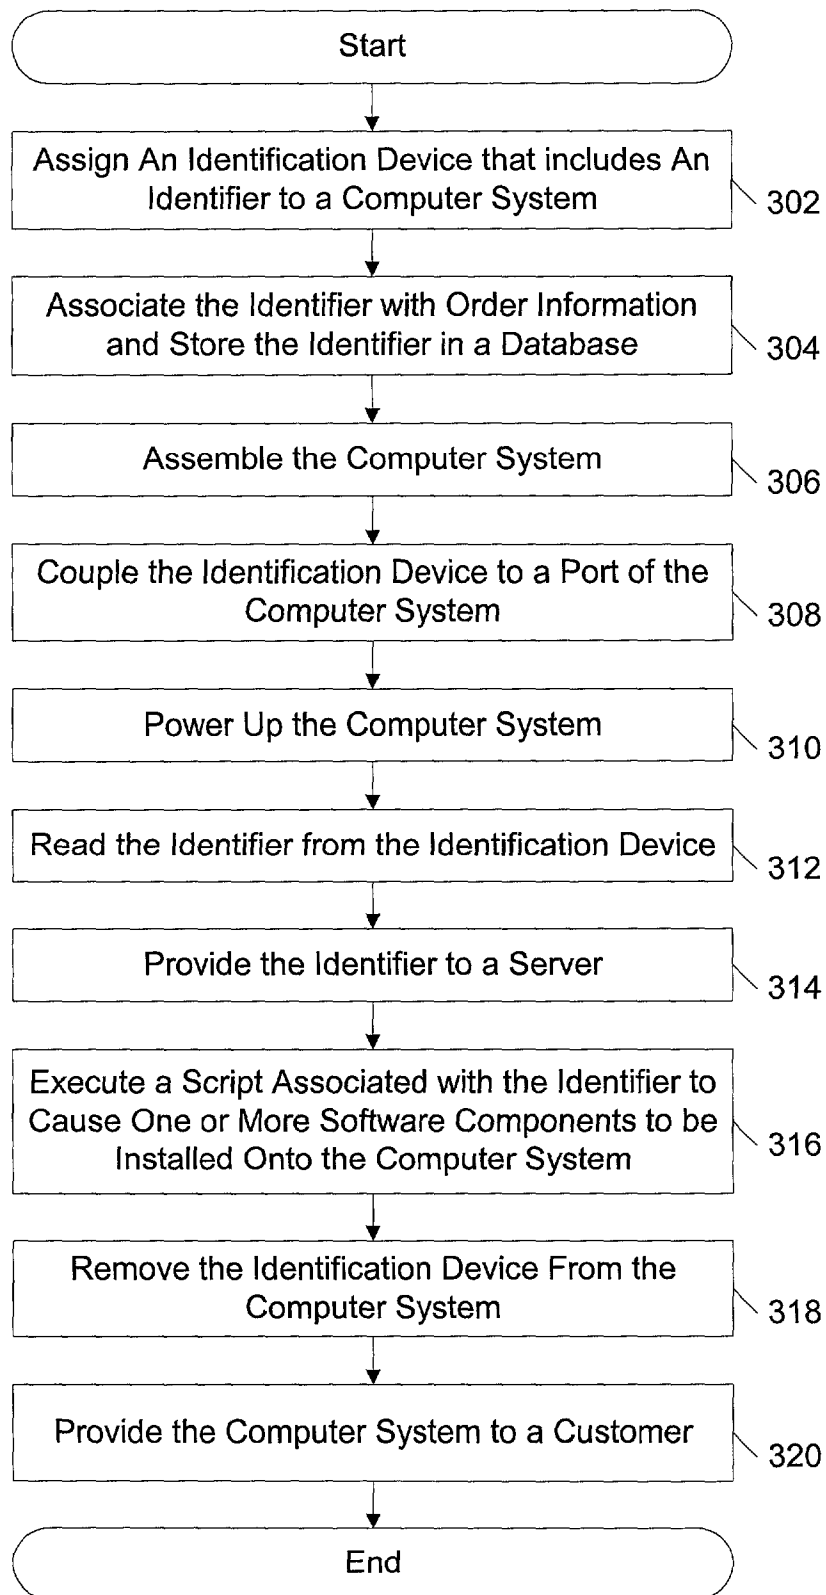 Start
Assign An Identification Device that includes An
Identifier to a Computer System
302
Associate the Identifier with Order Information
and Store the Identifier in a Database
304
Assemble the Computer System
306
Couple the Identification Device to a Port of the
Computer System
308
Power Up the Computer System
310
Read the Identifier from the Identification Device
312
Provide the Identifier to a Server
314
Execute a Script Associated with the Identifier to
Cause One or More Software Components to be
Installed Onto the Computer System
316
Remove the Identification Device From the
Computer System
318
Provide the Computer System to a Customer
320
End